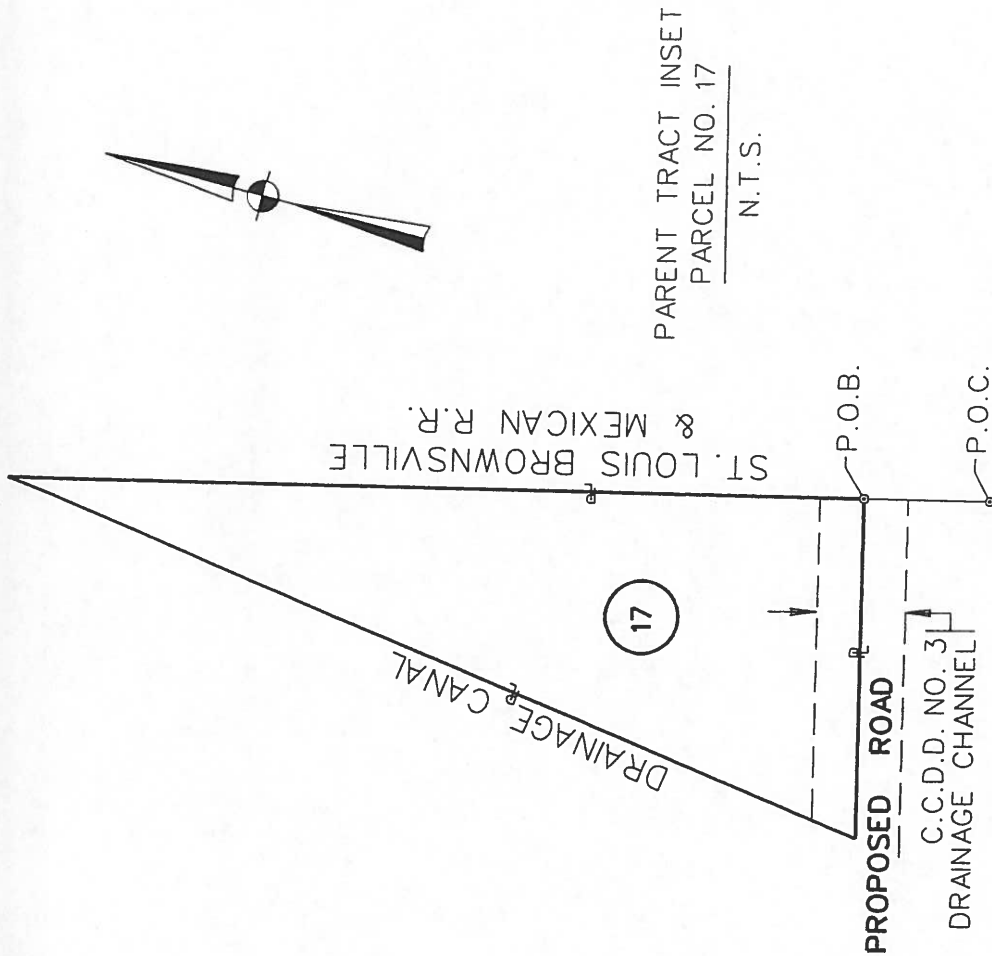 PARENT TRACT INSET
PARCEL NO. 17
N.T.S.
ST. LOUIS BROWNSVILLE
& MEXICAN R.R.
DRAINAGE CANAL
17
P.O.B.
P.O.C.
PROPOSED ROAD
C.C.D.D. NO. 3
DRAINAGE CHANNEL